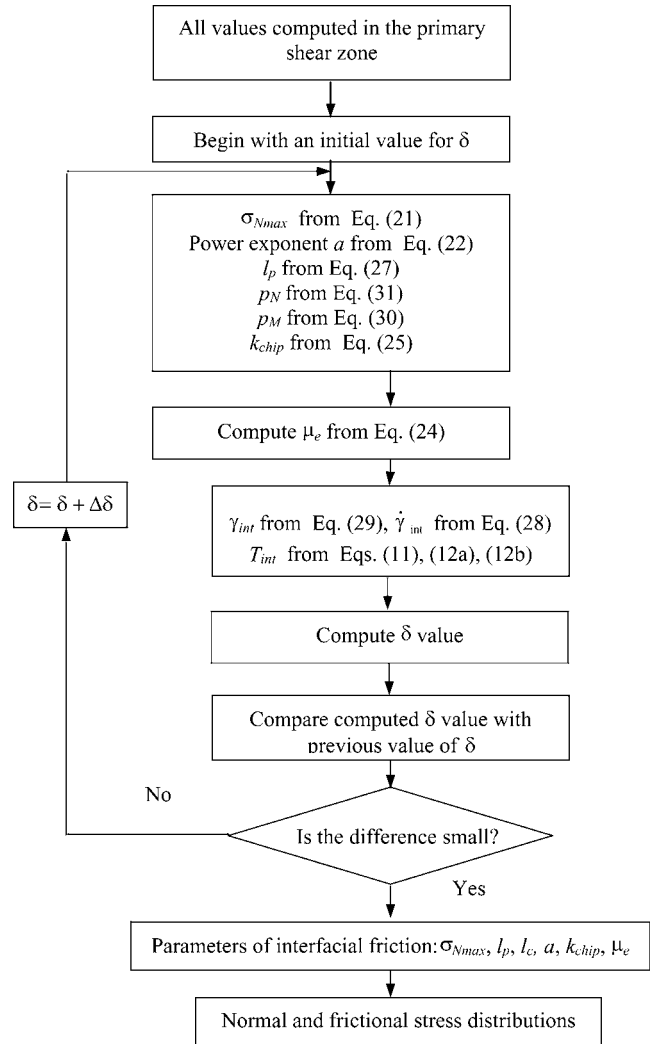 All values computed in the primary
shear zone
Begin with an initial value for δ
σNmax from Eq. (21)
Power exponent a from Eq. (22)
lp from Eq. (27)
pN from Eq. (31)
pM from Eq. (30)
kchip from Eq. (25)
Compute μe from Eq. (24)
δ= δ + Δδ
γint from Eq. (29), γ̇ int from Eq. (28)
Tint from Eqs. (11), (12a), (12b)
Compute δ value
Compare computed δ value with
previous value of δ
No
Is the difference small?
Yes
Parameters of interfacial friction: σNmax, lp, lc, a, kchip, μe
Normal and frictional stress distributions